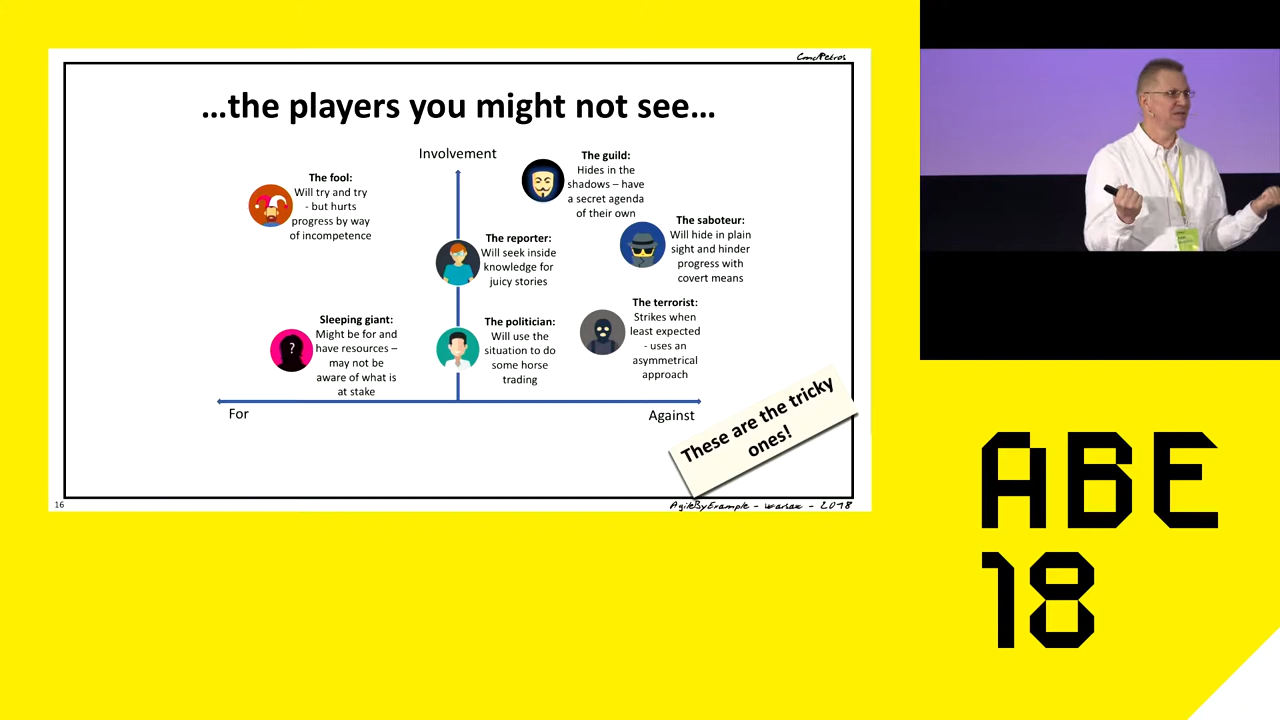 CmdPetros
...the players you might not see...
Involvement
The fool:
Will try and try
- but hurts
progress by way
of incompetence
The guild:
Hides in the
shadows – have
a secret agenda
of their own
The saboteur:
Will hide in plain
sight and hinder
progress with
covert means
The reporter:
Will seek inside
knowledge for
juicy stories
Sleeping giant:
Might be for and
have resources –
may not be
aware of what is
at stake
?
The politician:
Will use the
situation to do
some horse
trading
The terrorist:
Strikes when
least expected
- uses an
asymmetrical
approach
For
Against
These are the tricky
ones!
16
AgileByExample - Warsaw - 2018
ABE
18